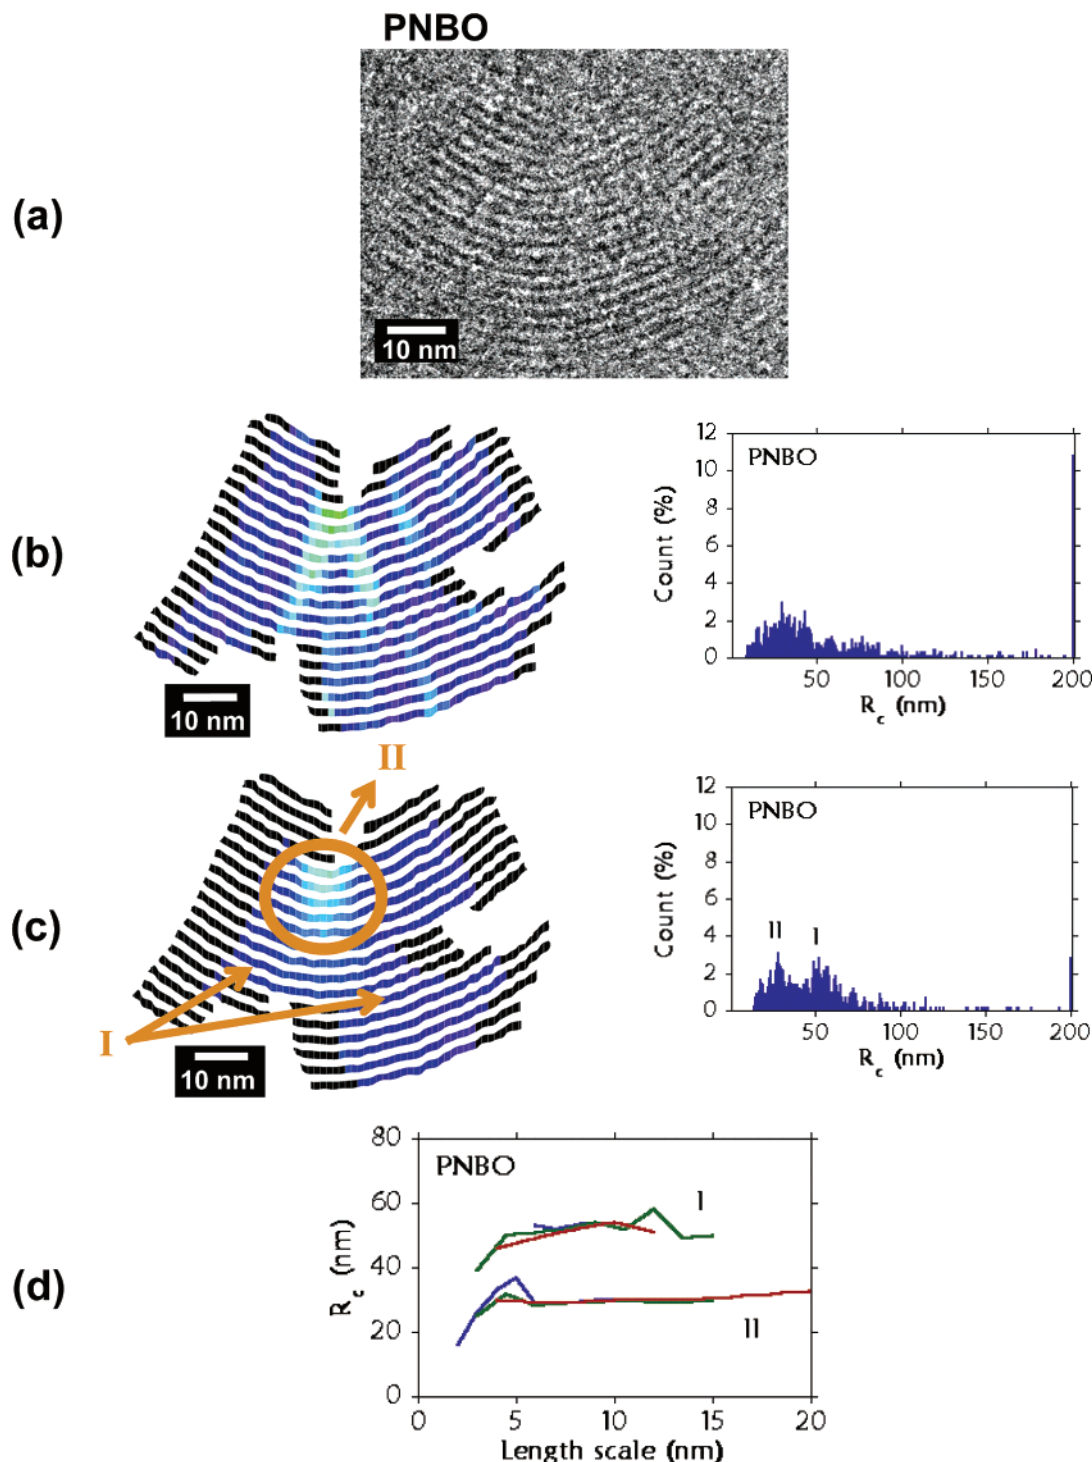 PNBO
(a)
10 nm
(b)
10 nm
12
10
8
6
4
2
0
Count (%)
PNBO
50
100
150
200
R_c (nm)
(c)
II
I
10 nm
12
10
8
6
4
2
0
Count (%)
PNBO
II
I
50
100
150
200
R_c (nm)
(d)
80
60
40
20
0
R_c (nm)
PNBO
I
II
0
5
10
15
20
Length scale (nm)